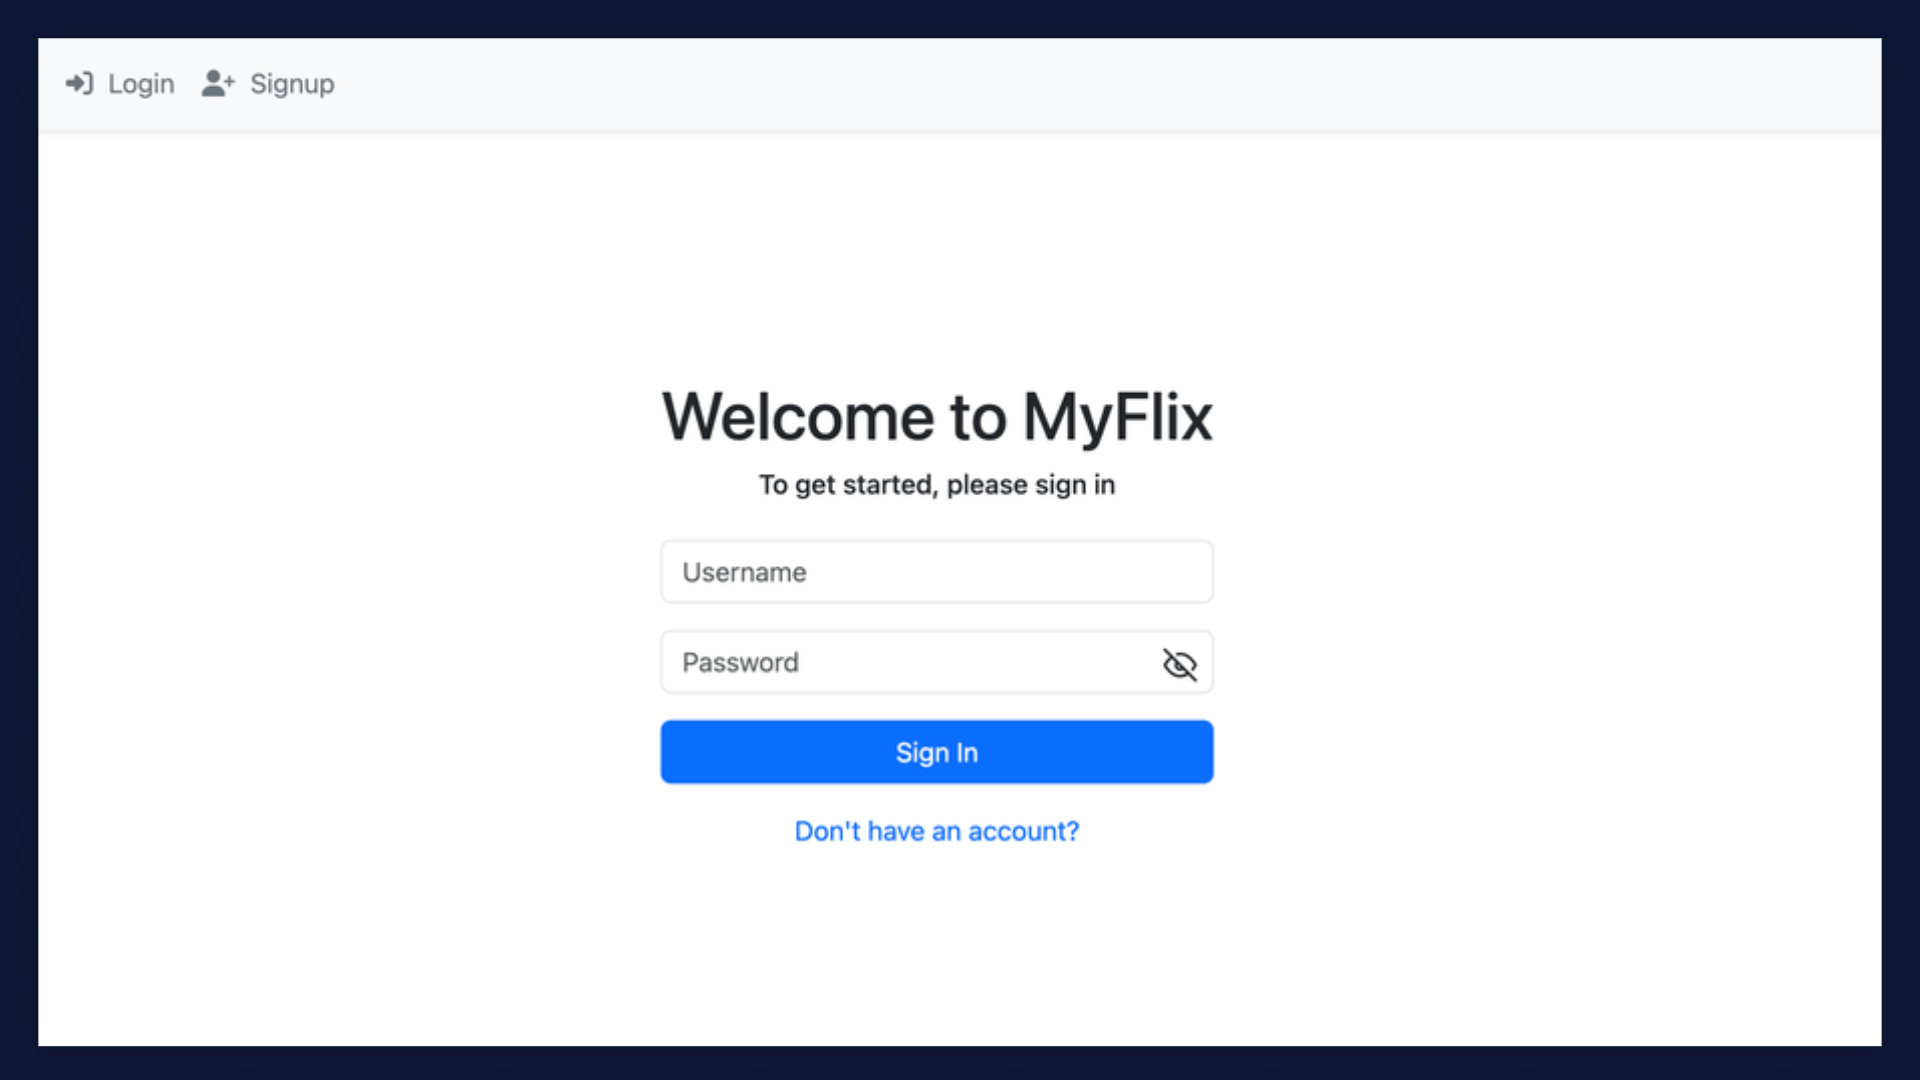 Login Signup
Welcome to MyFlix
To get started, please sign in
Username
Password
Sign In
Don't have an account?